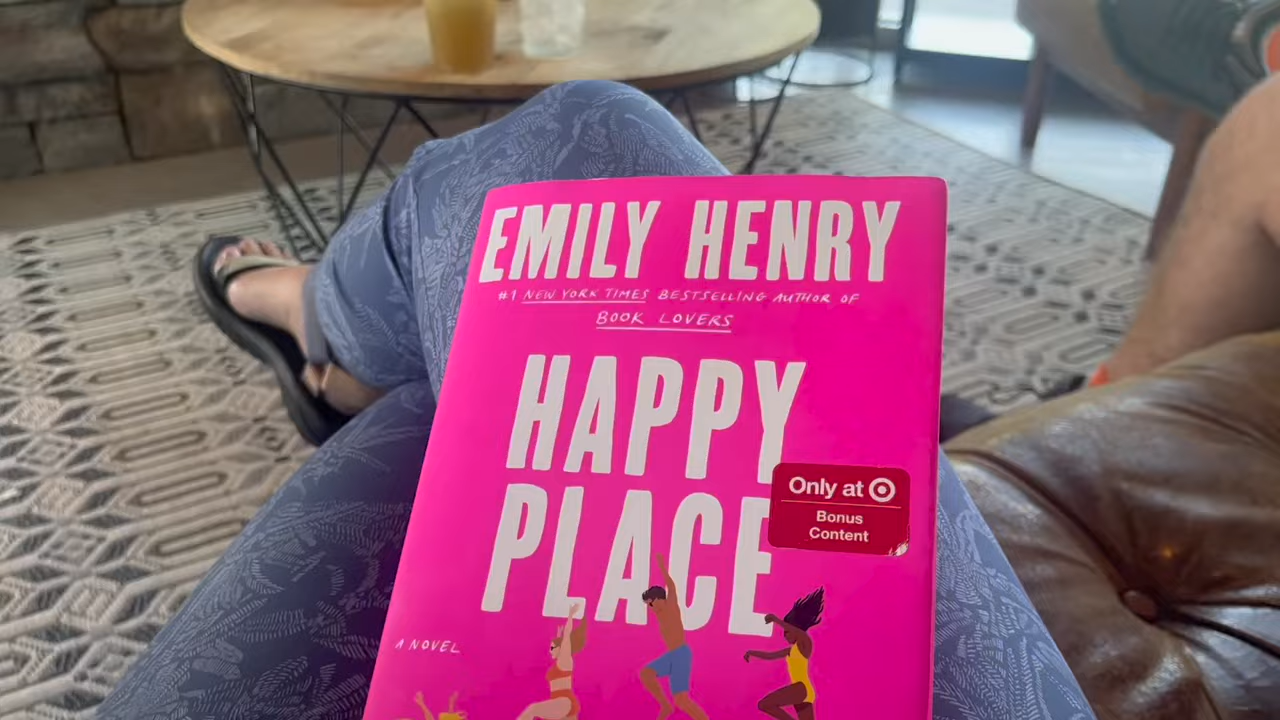 EMILY HENRY
#1 NEW YORK TIMES BESTSELLING AUTHOR OF
BOOK LOVERS
HAPPY
PLACE
Only at
Bonus
Content
A NOVEL